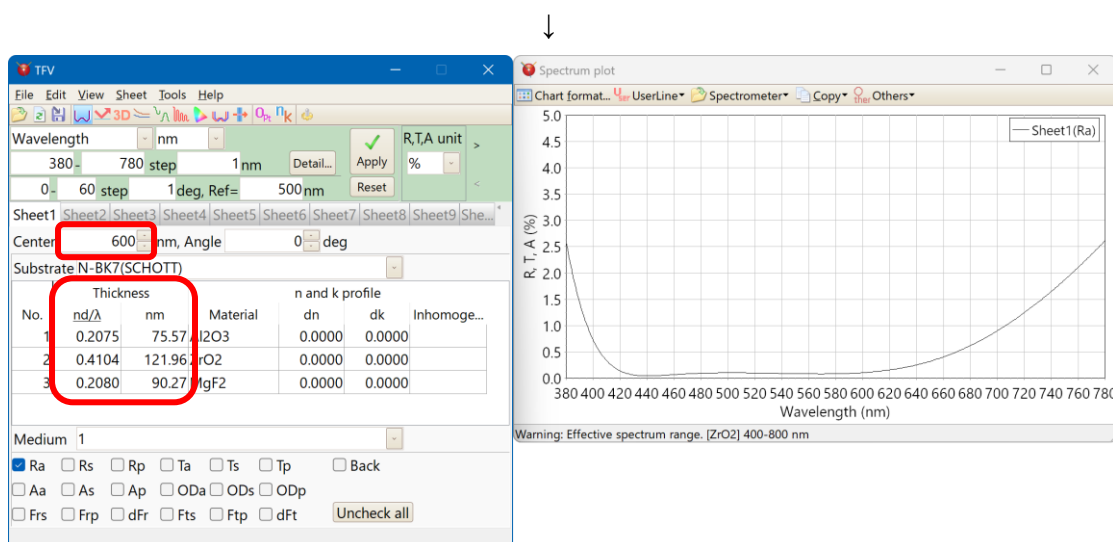 ↓
TFV
File Edit View Sheet Tools Help
3D Opt nk
Wavelength nm R,T,A unit >
380 - 780 step 1 nm Detail... Apply %
0 - 60 step 1 deg, Ref= 500 nm Reset <
Sheet1 Sheet2 Sheet3 Sheet4 Sheet5 Sheet6 Sheet7 Sheet8 Sheet9 She...
Center 600 nm, Angle 0 deg
Substrate N-BK7(SCHOTT)
Thickness n and k profile
No. nd/λ nm Material dn dk Inhomoge...
1 0.2075 75.57 Al2O3 0.0000 0.0000
2 0.4104 121.96 ZrO2 0.0000 0.0000
3 0.2080 90.27 MgF2 0.0000 0.0000
Medium 1
Ra Rs Rp Ta Ts Tp Back
Aa As Ap ODa ODs ODp
Frs Frp dFr Fts Ftp dFt Uncheck all
Spectrum plot
Chart format... User UserLine Spectrometer Copy Other Others
5.0
4.5
4.0
3.5
3.0
2.5
2.0
1.5
1.0
0.5
0.0
R, T, A (%)
Sheet1(Ra)
380 400 420 440 460 480 500 520 540 560 580 600 620 640 660 680 700 720 740 760 780
Wavelength (nm)
Warning: Effective spectrum range. [ZrO2] 400-800 nm